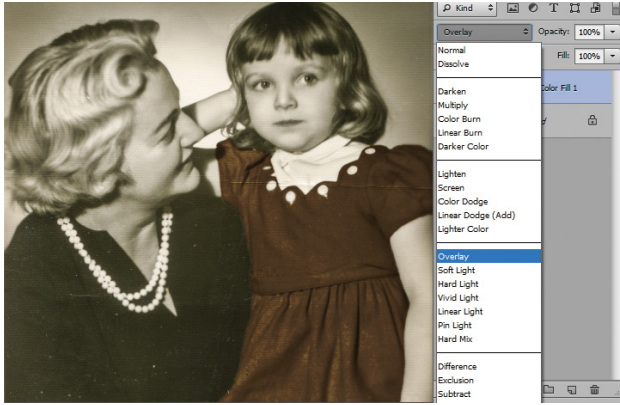 Kind
Overlay Opacity: 100%
Normal Fill: 100%
Dissolve
Color Fill 1
Darken
Multiply
Color Burn
Linear Burn
Darker Color
Lighten
Screen
Color Dodge
Linear Dodge (Add)
Lighter Color
Overlay
Soft Light
Hard Light
Vivid Light
Linear Light
Pin Light
Hard Mix
Difference
Exclusion
Subtract